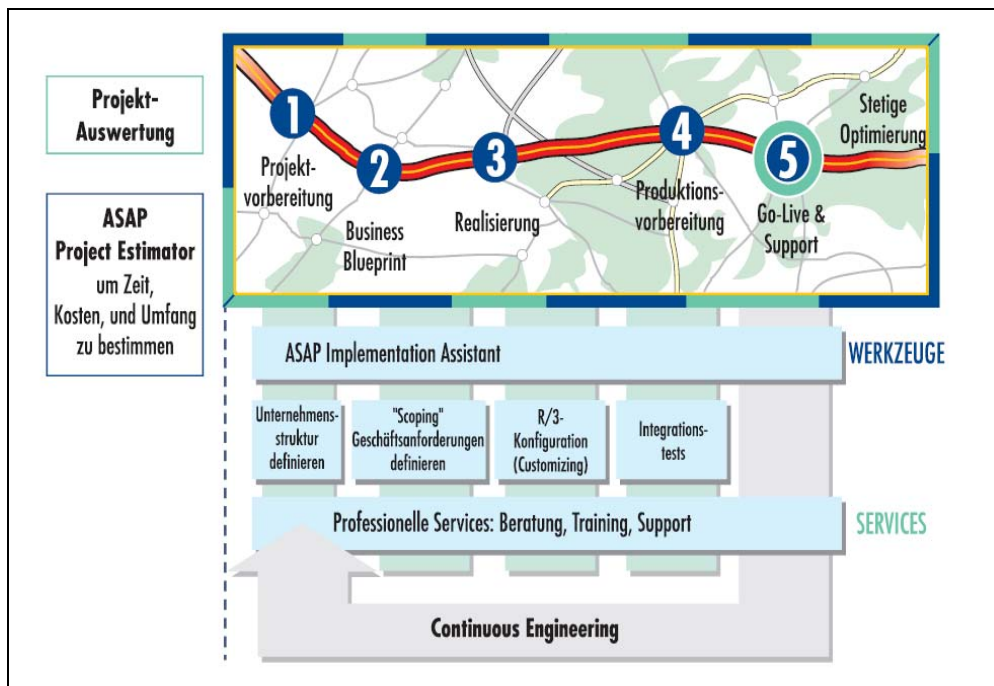 Projekt-
Auswertung
ASAP
Project Estimator
um Zeit,
Kosten, und Umfang
zu bestimmen
1
Projekt-
vorbereitung
2
Business
Blueprint
3
Realisierung
4
Produktions-
vorbereitung
5
Go-Live &
Support
Stetige
Optimierung
ASAP Implementation Assistant
WERKZEUGE
Unternehmens-
struktur
definieren
"Scoping"
Geschäftsanforderungen
definieren
R/3-
Konfiguration
(Customizing)
Integrations-
tests
Professionelle Services: Beratung, Training, Support
SERVICES
Continuous Engineering